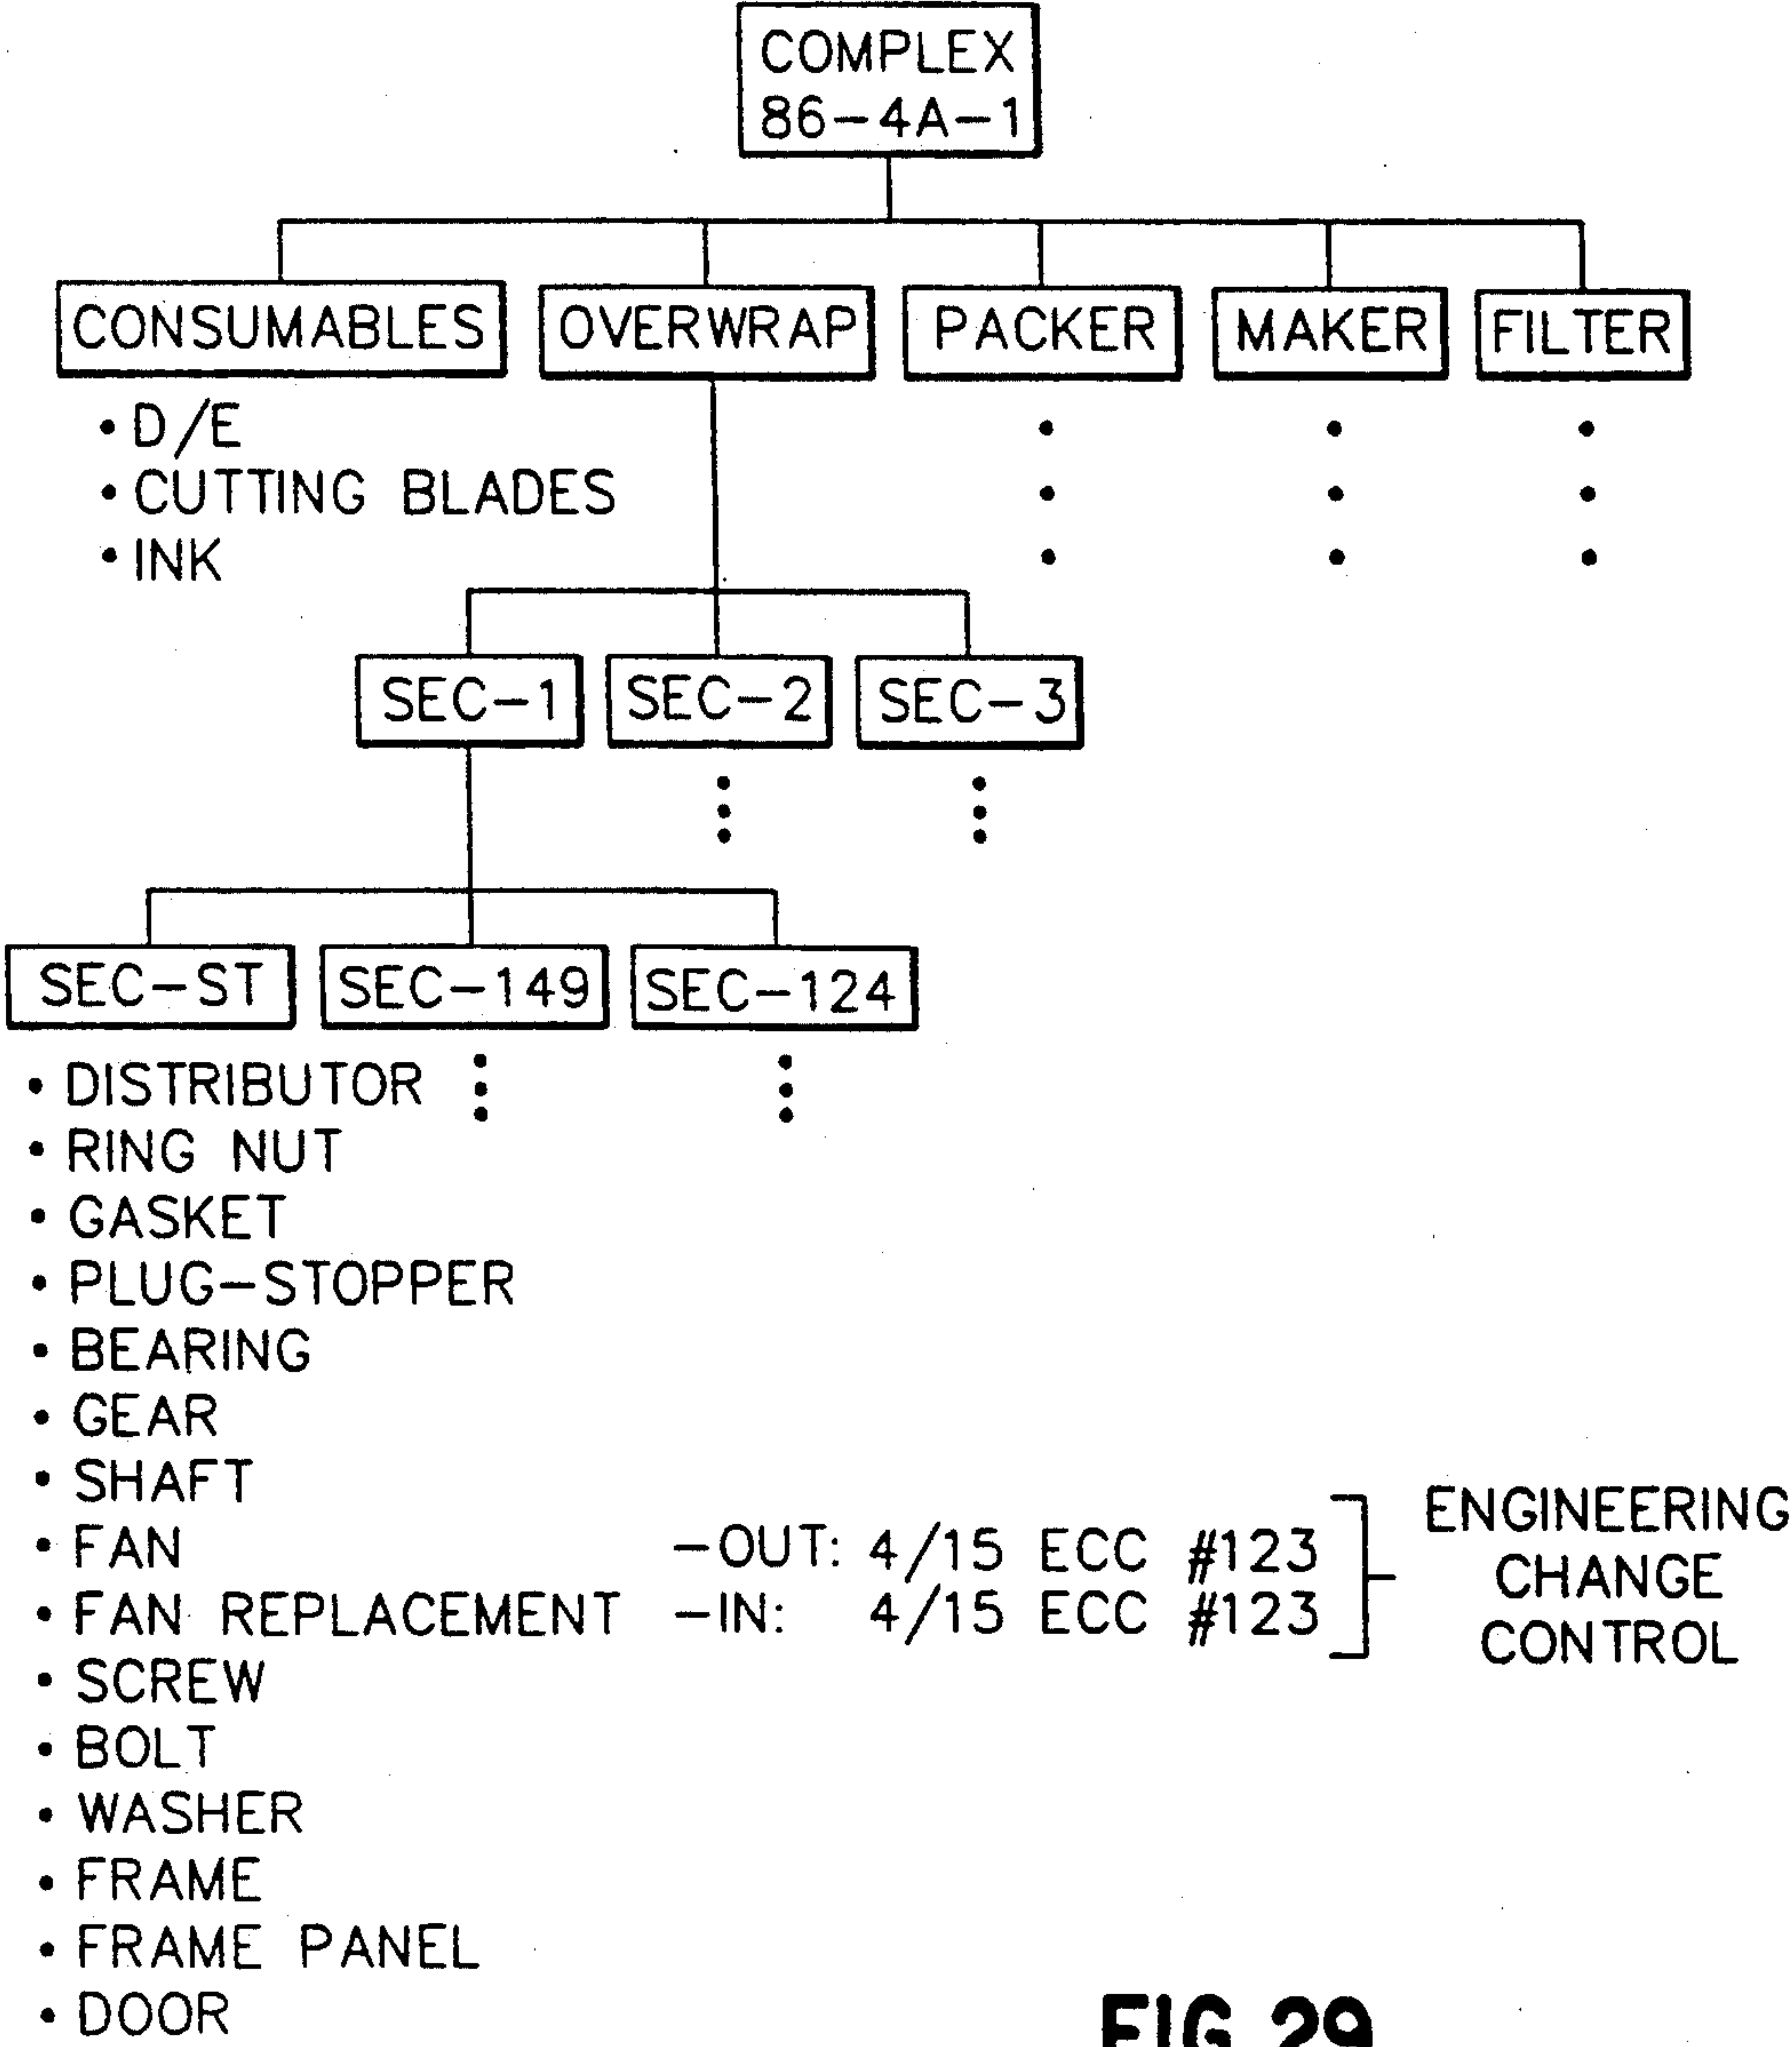 COMPLEX
86-4A-1
CONSUMABLES
OVERWRAP
PACKER
MAKER
FILTER
• D/E
• CUTTING BLADES
• INK
SEC-1
SEC-2
SEC-3
SEC-ST
SEC-149
SEC-124
• DISTRIBUTOR
• RING NUT
• GASKET
• PLUG-STOPPER
• BEARING
• GEAR
• SHAFT
• FAN -OUT: 4/15 ECC #123
• FAN REPLACEMENT -IN: 4/15 ECC #123
ENGINEERING
CHANGE
CONTROL
• SCREW
• BOLT
• WASHER
• FRAME
• FRAME PANEL
• DOOR
FIG. 29